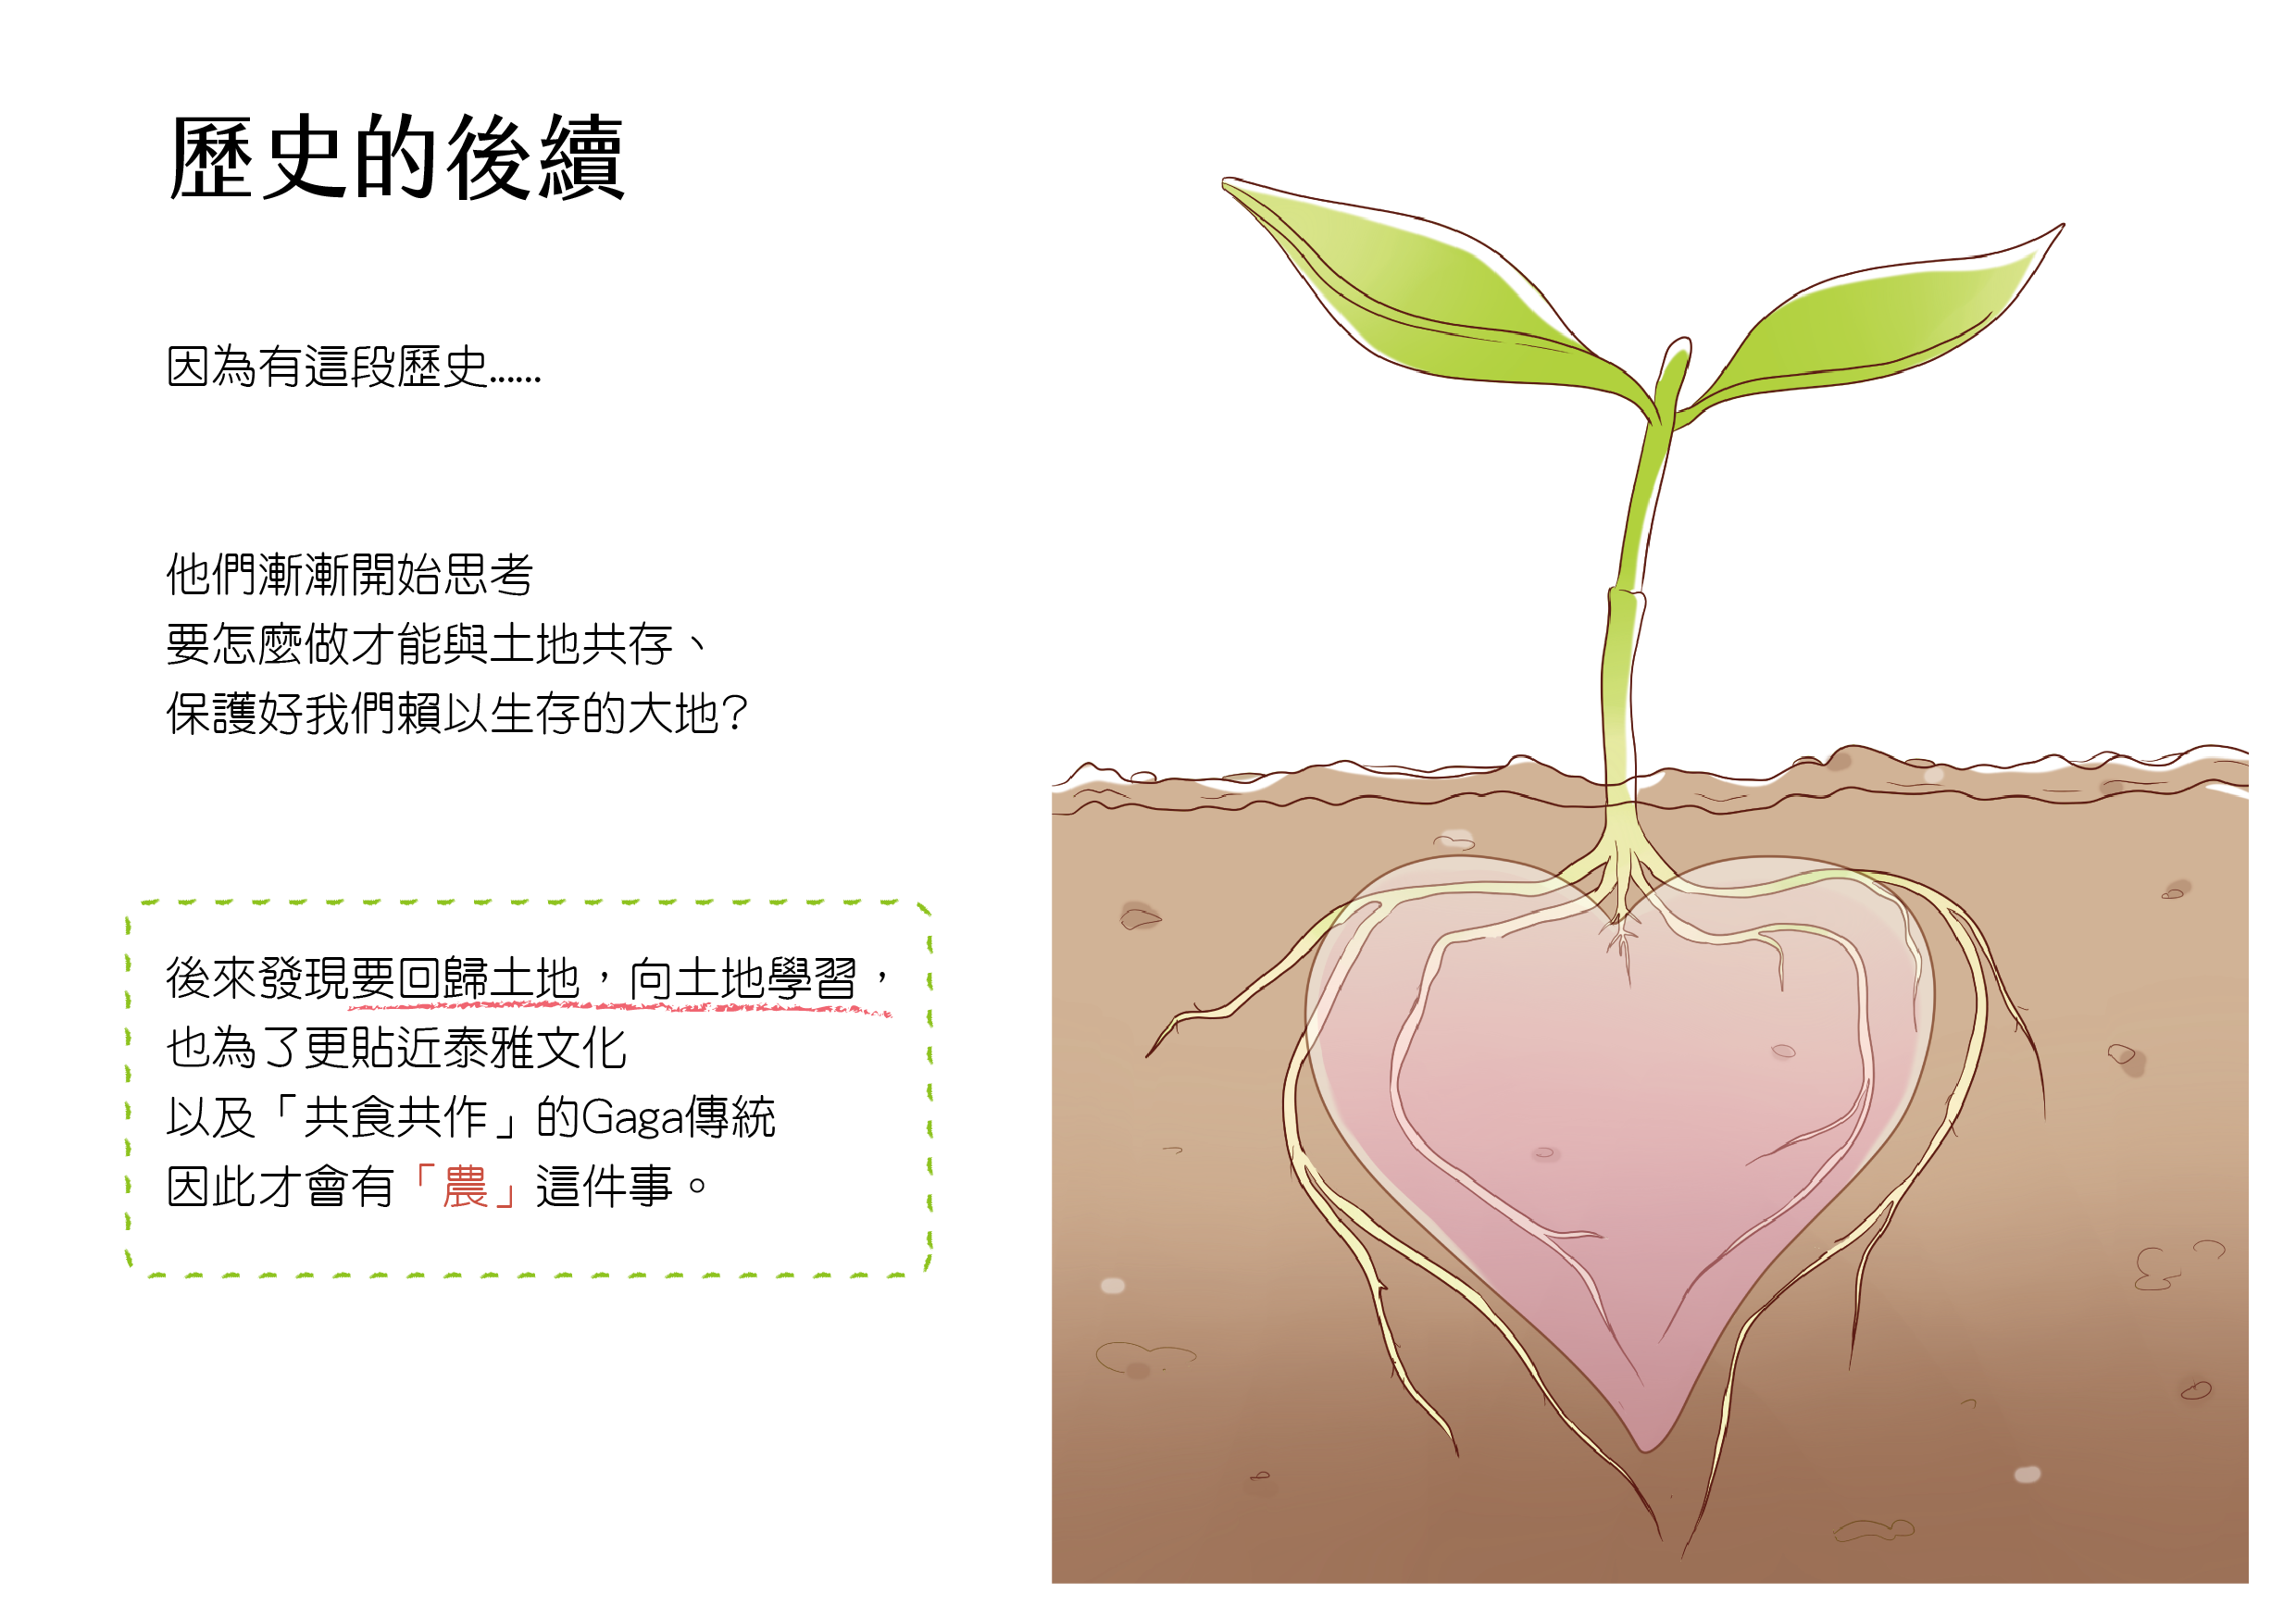 歷史的後續
因為有這段歷史......
他們漸漸開始思考
要怎麼做才能與土地共存、
保護好我們賴以生存的大地？
後來發現要回歸土地，向土地學習，
也為了更貼近泰雅文化
以及「共食共作」的Gaga傳統
因此才會有「農」這件事。